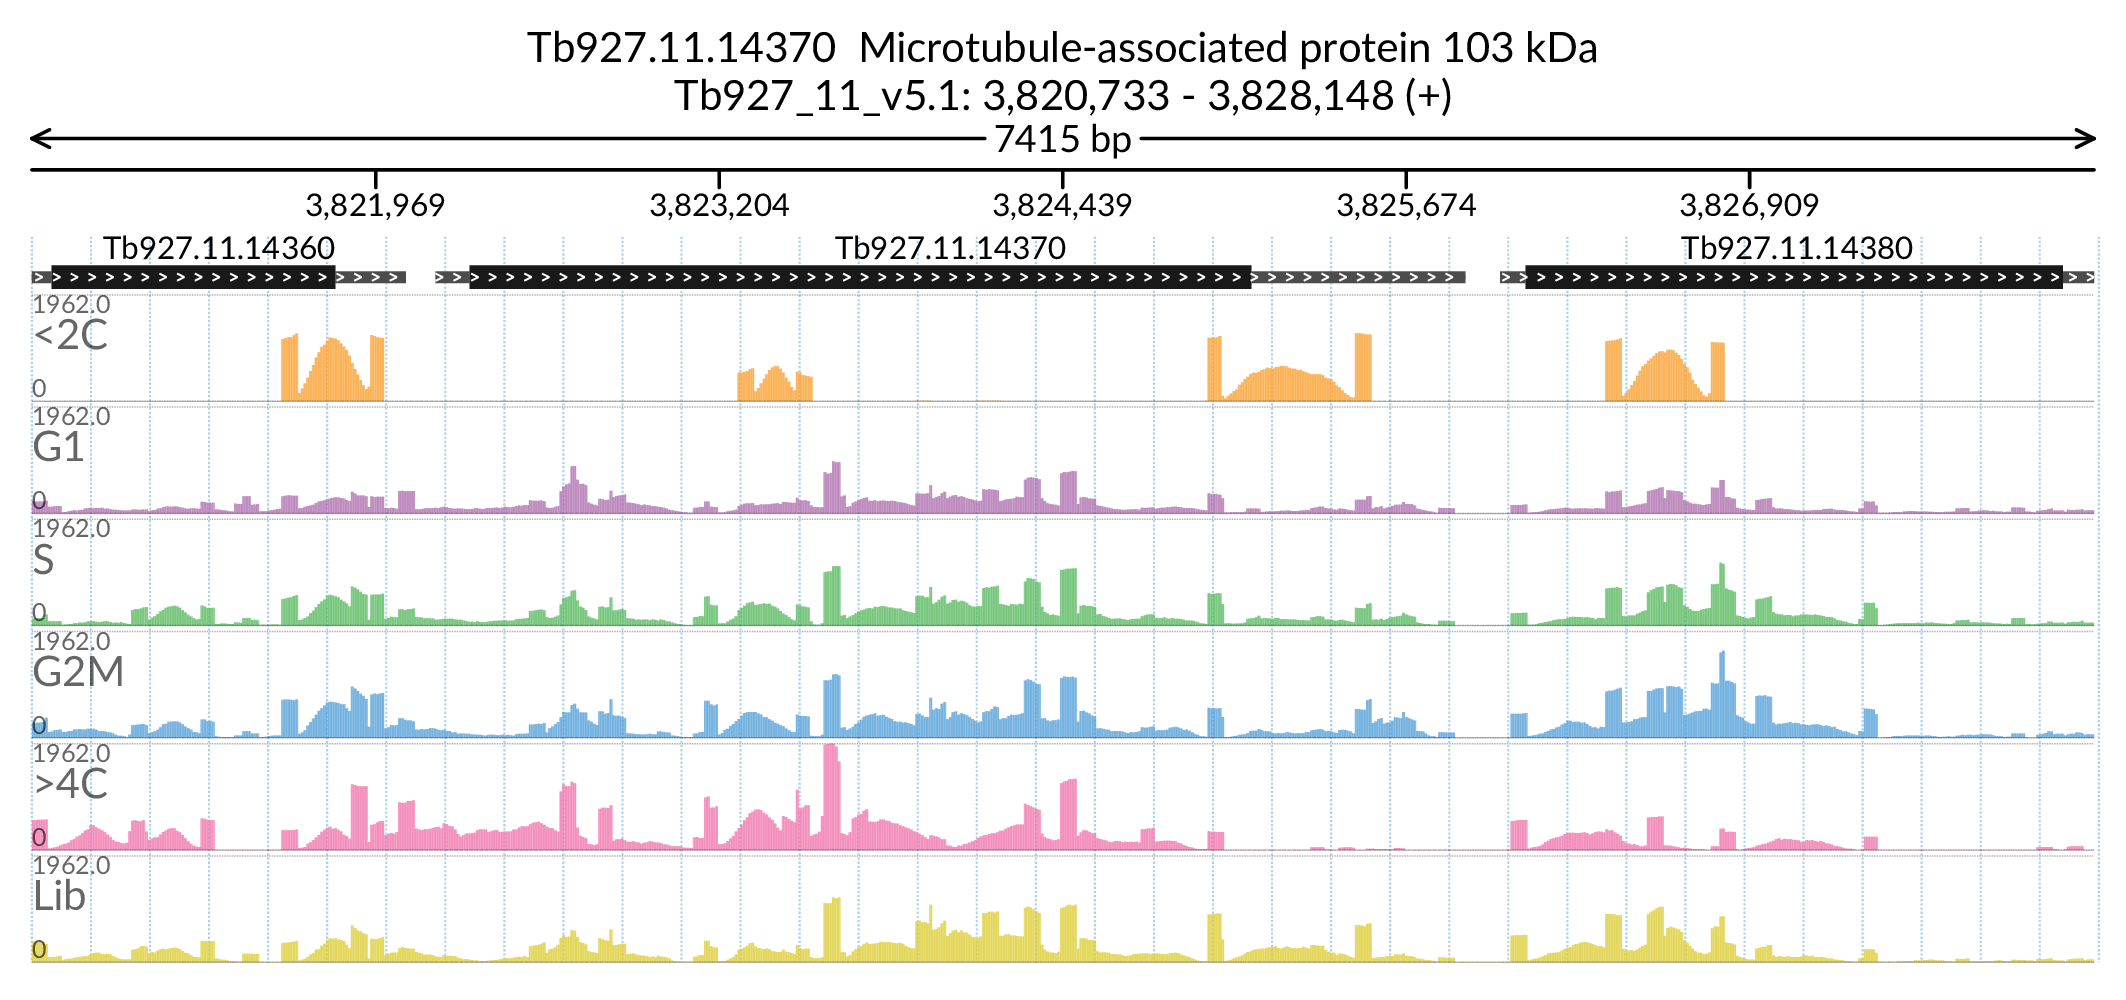 Tb927.11.14370 Microtubule-associated protein 103 kDa
Tb927_11_v5.1: 3,820,733 - 3,828,148 (+)
7415 bp
3,821,969 3,823,204 3,824,439 3,825,674 3,826,909
Tb927.11.14360 Tb927.11.14370 Tb927.11.14380
1962.0
<2C
0
1962.0
G1
0
1962.0
S
0
1962.0
G2M
0
1962.0
>4C
0
1962.0
Lib
0